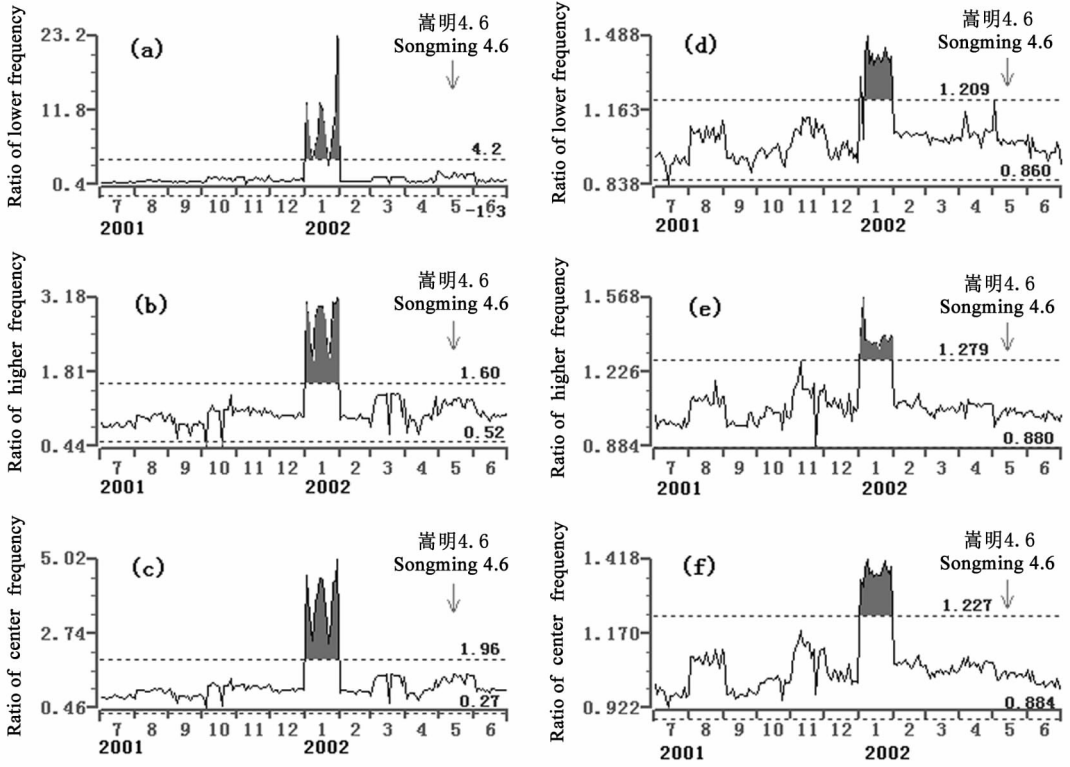 Ratio of lower frequency
23.2
11.8
0.4
(a)
嵩明4.6
Songming 4.6
4.2
-1.3
7 8 9 10 11 12 1 2 3 4 5 6
2001 2002
Ratio of lower frequency
1.488
1.163
0.838
(d)
嵩明4.6
Songming 4.6
1.209
0.860
7 8 9 10 11 12 1 2 3 4 5 6
2001 2002
Ratio of higher frequency
3.18
1.81
0.44
(b)
嵩明4.6
Songming 4.6
1.60
0.52
7 8 9 10 11 12 1 2 3 4 5 6
2001 2002
Ratio of higher frequency
1.568
1.226
0.884
(e)
嵩明4.6
Songming 4.6
1.279
0.880
7 8 9 10 11 12 1 2 3 4 5 6
2001 2002
Ratio of center frequency
5.02
2.74
0.46
(c)
嵩明4.6
Songming 4.6
1.96
0.27
7 8 9 10 11 12 1 2 3 4 5 6
2001 2002
Ratio of center frequency
1.418
1.170
0.922
(f)
嵩明4.6
Songming 4.6
1.227
0.884
7 8 9 10 11 12 1 2 3 4 5 6
2001 2002